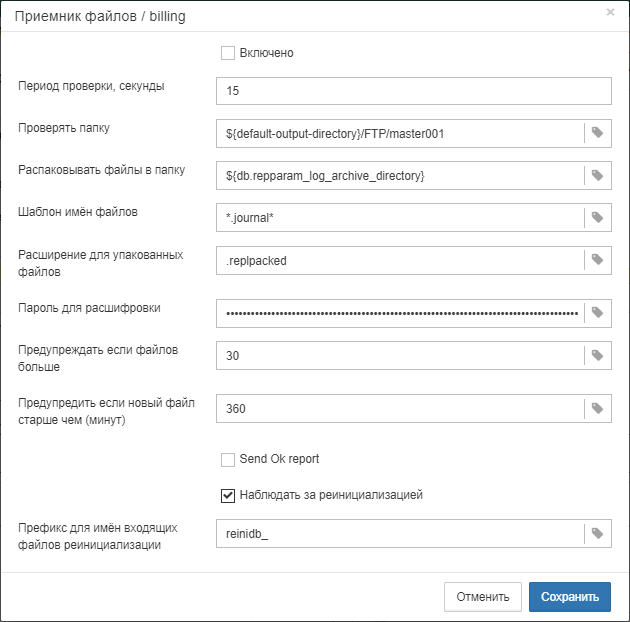 Приемник файлов / billing
×
Включено
Период проверки, секунды
15
Проверять папку
${default-output-directory}/FTP/master001
Распаковывать файлы в папку
${db.repparam_log_archive_directory}
Шаблон имён файлов
*.journal*
Расширение для упакованных
файлов
.replpacked
Пароль для расшифровки
Предупреждать если файлов
больше
30
Предупредить если новый файл
старше чем (минут)
360
Send Ok report
Наблюдать за реинициализацией
Префикс для имён входящих
файлов реинициализации
reinidb_
Отменить
Сохранить